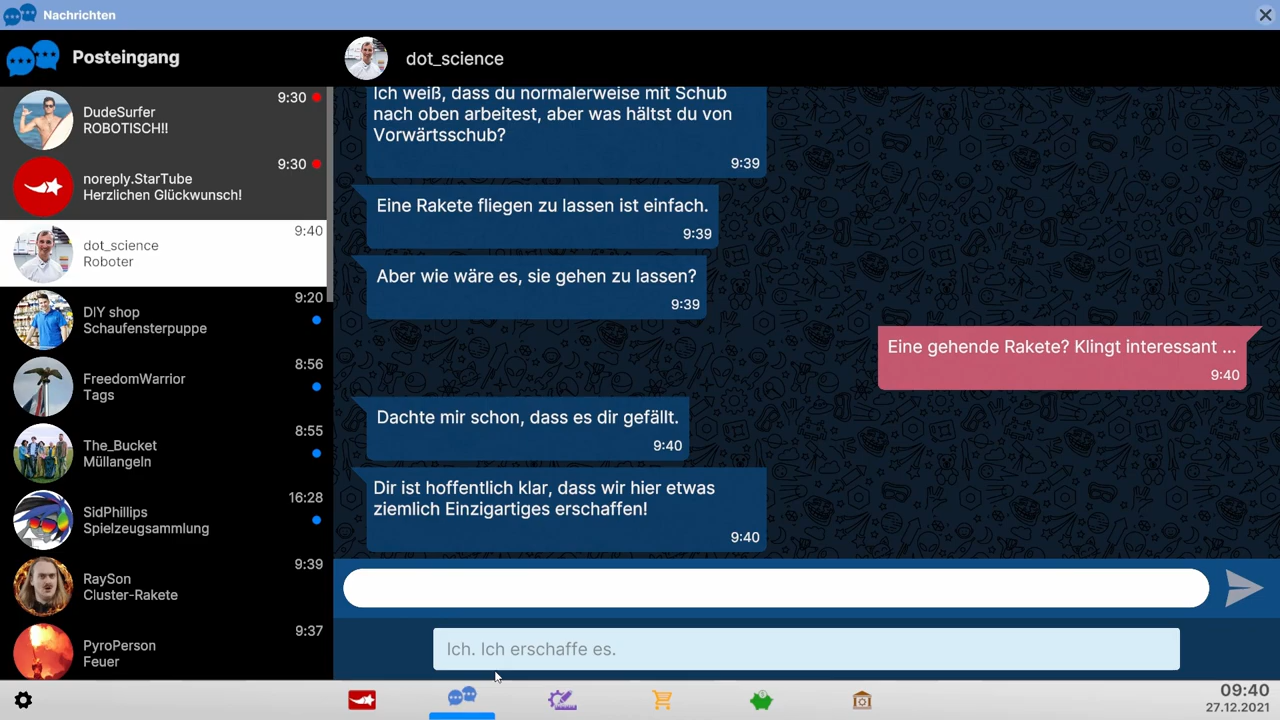 Nachrichten
Posteingang
dot_science
9:30
DudeSurfer
ROBOTISCH!!
9:30
noreply.StarTube
Herzlichen Glückwunsch!
9:40
dot_science
Roboter
9:20
DIY shop
Schaufensterpuppe
8:56
FreedomWarrior
Tags
8:55
The_Bucket
Müllangeln
16:28
SidPhillips
Spielzeugsammlung
9:39
RaySon
Cluster-Rakete
9:37
PyroPerson
Feuer
Ich weiß, dass du normalerweise mit Schub
nach oben arbeitest, aber was hältst du von
Vorwärtsschub?
9:39
Eine Rakete fliegen zu lassen ist einfach.
9:39
Aber wie wäre es, sie gehen zu lassen?
9:39
Eine gehende Rakete? Klingt interessant ...
9:40
Dachte mir schon, dass es dir gefällt.
9:40
Dir ist hoffentlich klar, dass wir hier etwas
ziemlich Einzigartiges erschaffen!
9:40
Ich. Ich erschaffe es.
09:40
27.12.2021